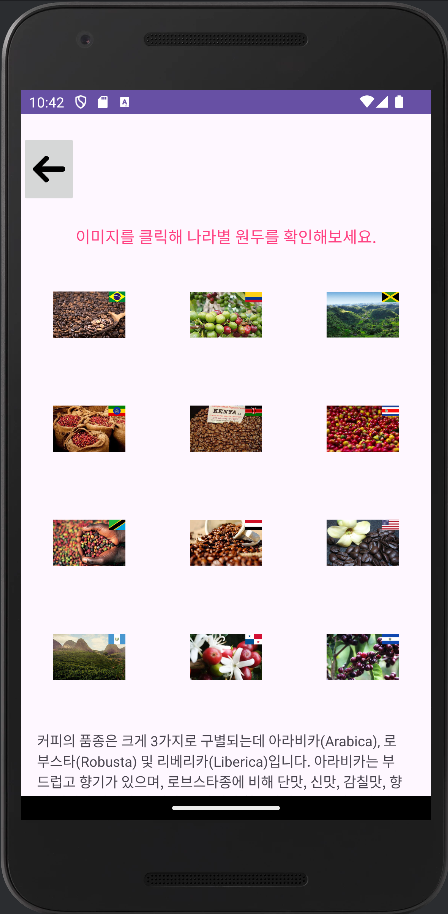 10:42
A
이미지를 클릭해 나라별 원두를 확인해보세요.
KENYA
커피의 품종은 크게 3가지로 구별되는데 아라비카(Arabica), 로
부스타(Robusta) 및 리베리카(Liberica)입니다. 아라비카는 부
드럽고 향기가 있으며, 로브스타종에 비해 단맛, 신맛, 감칠맛, 향